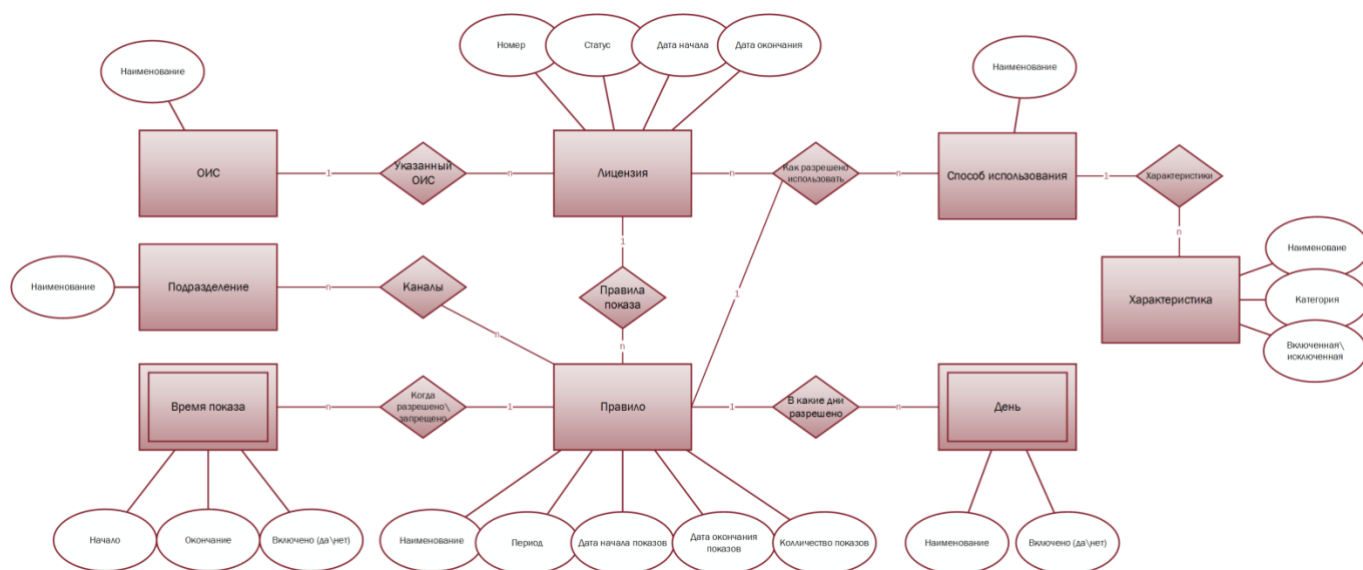 Номер
Статус
Дата начала
Дата окончания
Наименование
Наименование
ОИС
1
Указанный
ОИС
n
Лицензия
n
Как разрешено
использовать
n
Способ использования
1
Характеристики
n
1
Наименование
Подразделение
n
Каналы
n
Правила
показа
n
1
Характеристика
Наименоваие
Категория
Включенная\
исключенная
Время показа
n
Когда
разрешено\
запрещено
1
Правило
1
В какие дни
разрешено
n
День
Начало
Окончание
Включено (да\нет)
Наименование
Период
Дата начала показов
Дата окончания
показов
Колличество показов
Наименование
Включено (да\нет)